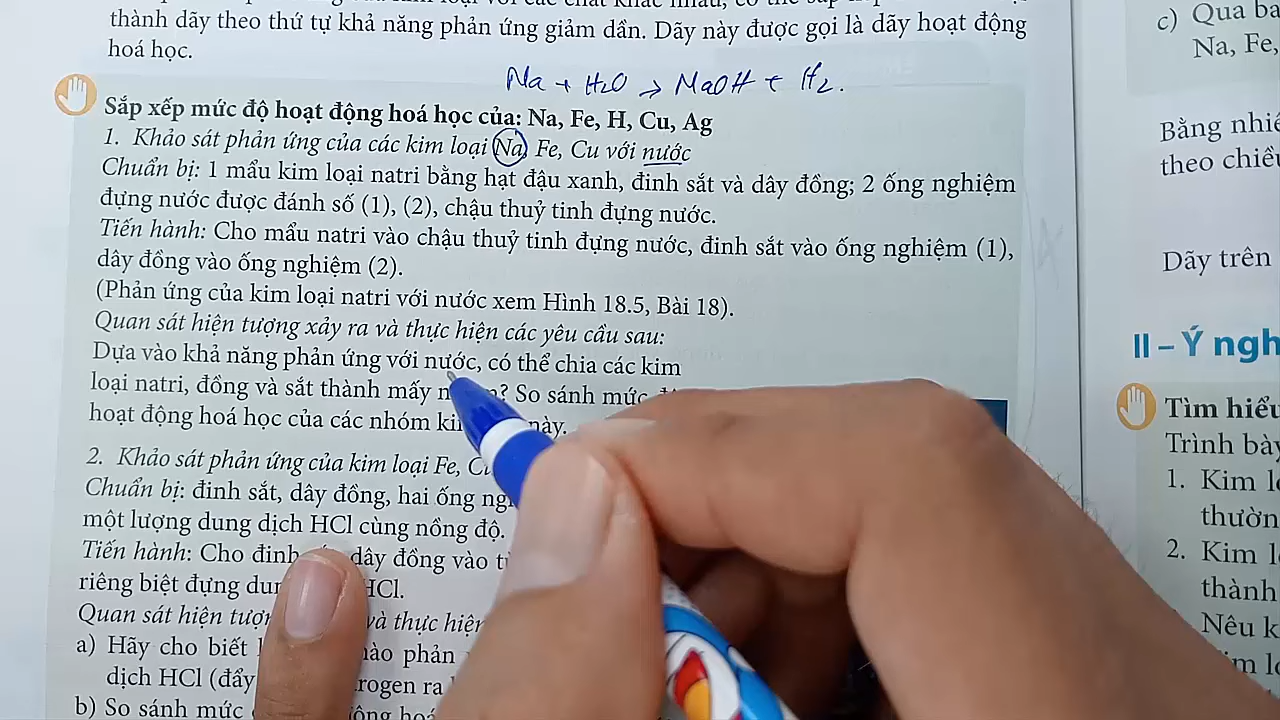 thành dãy theo thứ tự khả năng phản ứng giảm dần. Dãy này được gọi là dãy hoạt động
hoá học.
Na + H2O → NaOH + H2.
Sắp xếp mức độ hoạt động hoá học của: Na, Fe, H, Cu, Ag
1. Khảo sát phản ứng của các kim loại Na, Fe, Cu với nước
Chuẩn bị: 1 mẩu kim loại natri bằng hạt đậu xanh, đinh sắt và dây đồng; 2 ống nghiệm
đựng nước được đánh số (1), (2), chậu thuỷ tinh đựng nước.
Tiến hành: Cho mẩu natri vào chậu thuỷ tinh đựng nước, đinh sắt vào ống nghiệm (1),
dây đồng vào ống nghiệm (2).
(Phản ứng của kim loại natri với nước xem Hình 18.5, Bài 18).
Quan sát hiện tượng xảy ra và thực hiện các yêu cầu sau:
Dựa vào khả năng phản ứng với nước, có thể chia các kim
loại natri, đồng và sắt thành mấy So sánh mức
hoạt động hoá học của các nhóm này.
2. Khảo sát phản ứng của kim loại Fe,
Chuẩn bị: đinh sắt, dây đồng, hai ống
một lượng dung dịch HCl cùng nồng độ.
Tiến hành: Cho đinh dây đồng vào
riêng biệt đựng HCl.
Quan sát hiện và thực
a) Hãy cho biết phản
dịch HCl (đẩy ra
b) So sánh mức
c) Qua
Na, Fe,
Bằng
theo
Dãy trên
II – Ý
Tìm hiểu
Trình bày
1. Kim
2. Kim
thành
Nêu